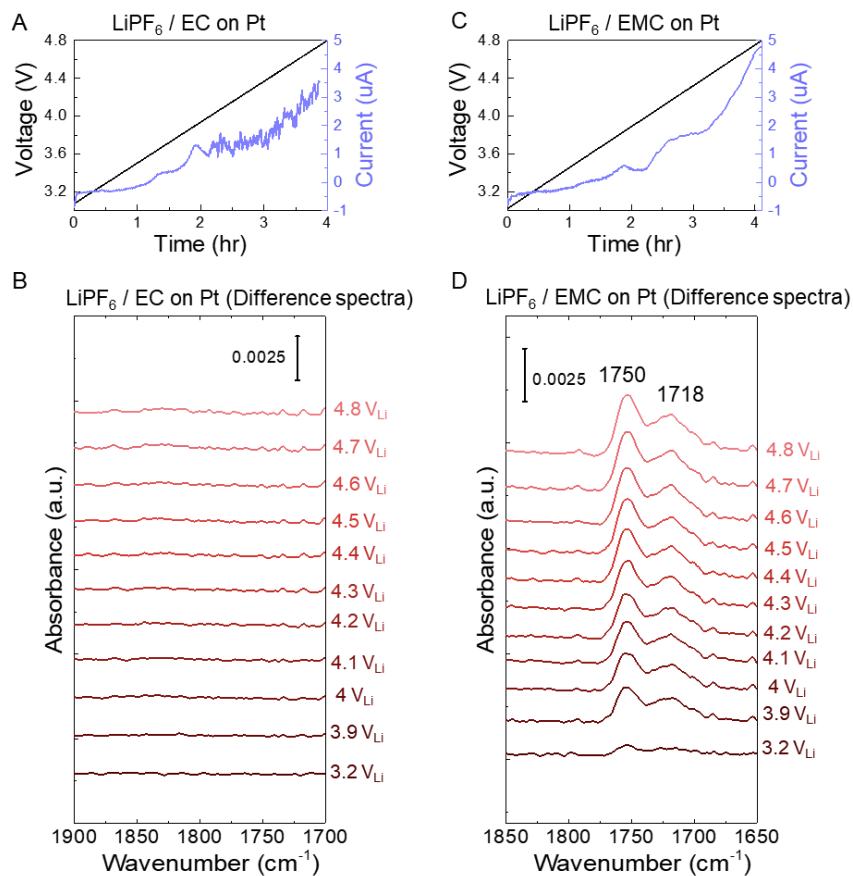 A
LiPF6 / EC on Pt
Voltage (V)
4.8
4.4
4.0
3.6
3.2
5
4
3
2
1
0
-1
Current (uA)
0 1 2 3 4
Time (hr)
C
LiPF6 / EMC on Pt
Voltage (V)
4.8
4.4
4.0
3.6
3.2
5
4
3
2
1
0
-1
Current (uA)
0 1 2 3 4
Time (hr)
B
LiPF6 / EC on Pt (Difference spectra)
0.0025
Absorbance (a.u.)
4.8 VLi
4.7 VLi
4.6 VLi
4.5 VLi
4.4 VLi
4.3 VLi
4.2 VLi
4.1 VLi
4 VLi
3.9 VLi
3.2 VLi
1900 1850 1800 1750 1700
Wavenumber (cm-1)
D
LiPF6 / EMC on Pt (Difference spectra)
0.0025
1750
1718
Absorbance (a.u.)
4.8 VLi
4.7 VLi
4.6 VLi
4.5 VLi
4.4 VLi
4.3 VLi
4.2 VLi
4.1 VLi
4 VLi
3.9 VLi
3.2 VLi
1850 1800 1750 1700 1650
Wavenumber (cm-1)